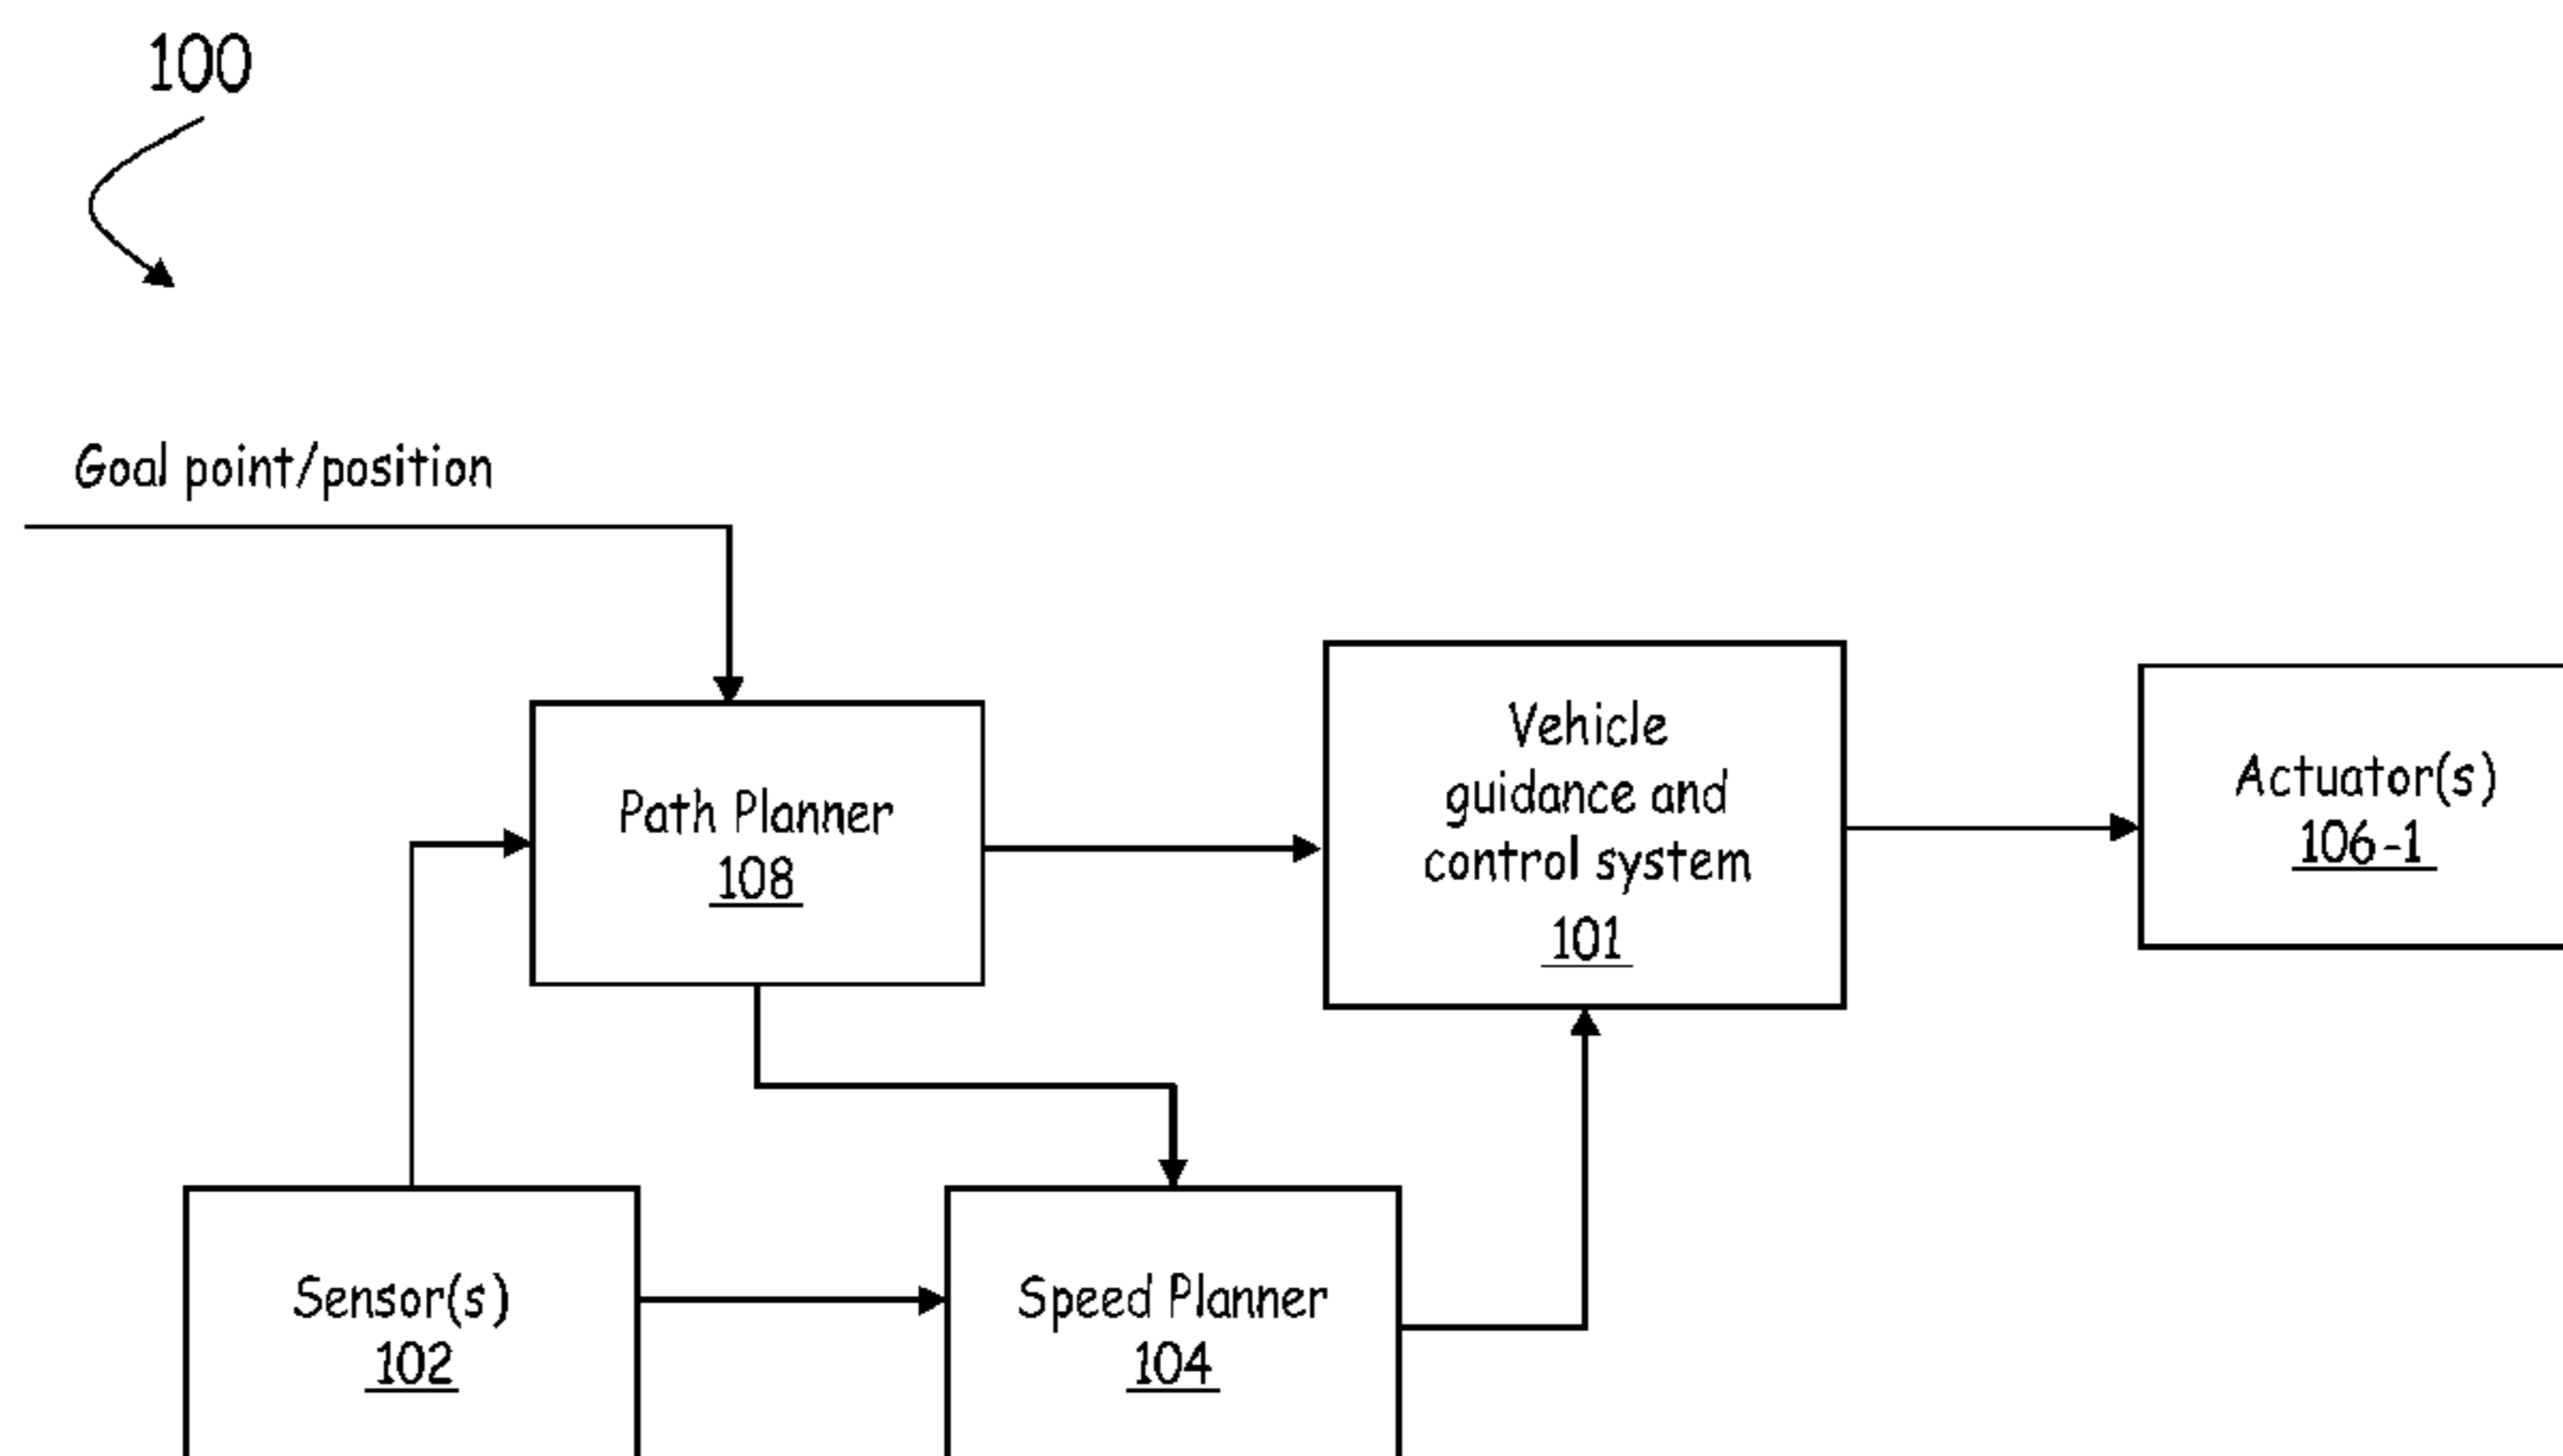 100
Goal point/position
Path Planner
108
Vehicle
guidance and
control system
101
Actuator(s)
106-1
Sensor(s)
102
Speed Planner
104